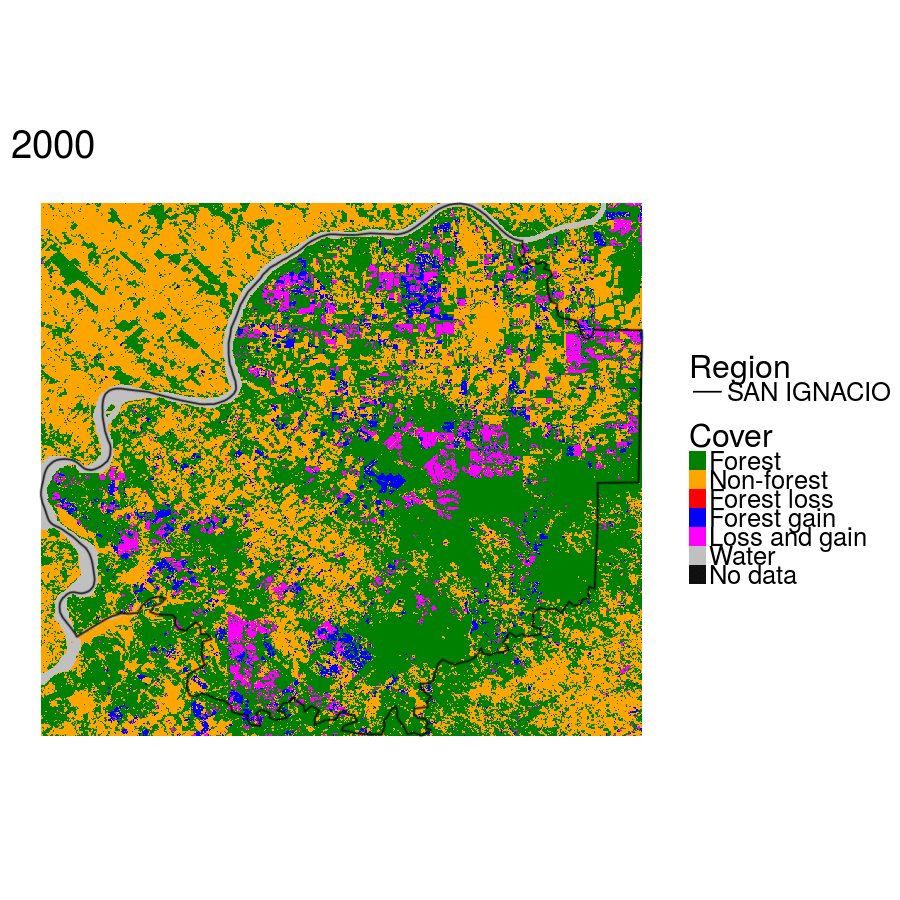 2000
Region
SAN IGNACIO
Cover
Forest
Non-forest
Forest loss
Forest gain
Loss and gain
Water
No data